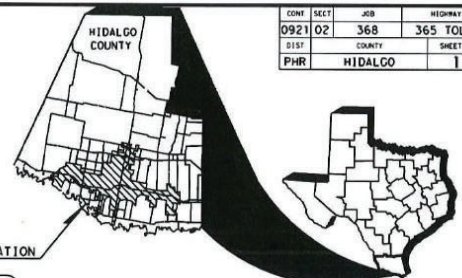 HIDALGO
COUNTY
CONT SECT JOB HIGHWAY
0921 02 368 365 TOL
DIST COUNTY SHEET
PHR HIDALGO 1
ATION